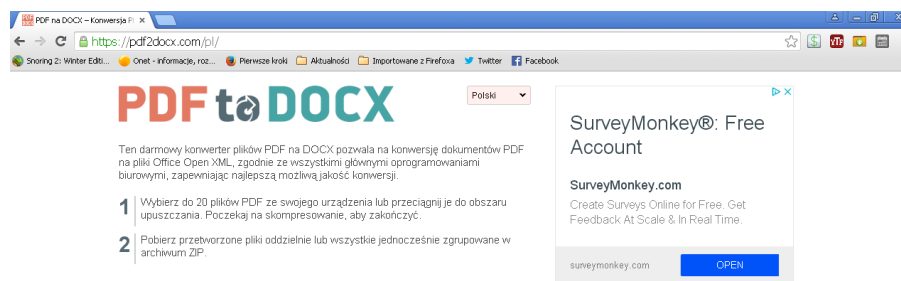 PDF na DOCX – Konwersja P
https://pdf2docx.com/pl/
Snoring 2: Winter Editi...
Onet - informacje, roz...
Pierwsze kroki
Aktualności
Importowane z Firefoxa
Twitter
Facebook
PDF to DOCX
Polski
Ten darmowy konwerter plików PDF na DOCX pozwala na konwersję dokumentów PDF
na pliki Office Open XML, zgodnie ze wszystkimi głównymi oprogramowaniami
biurowymi, zapewniając najlepszą możliwą jakość konwersji.
1 Wybierz do 20 plików PDF ze swojego urządzenia lub przeciągnij je do obszaru
upuszczania. Poczekaj na skompresowanie, aby zakończyć.
2 Pobierz przetworzone pliki oddzielnie lub wszystkie jednocześnie zgrupowane w
archiwum ZIP.
SurveyMonkey®: Free
Account
SurveyMonkey.com
Create Surveys Online for Free. Get
Feedback At Scale & In Real Time.
surveymonkey.com
OPEN